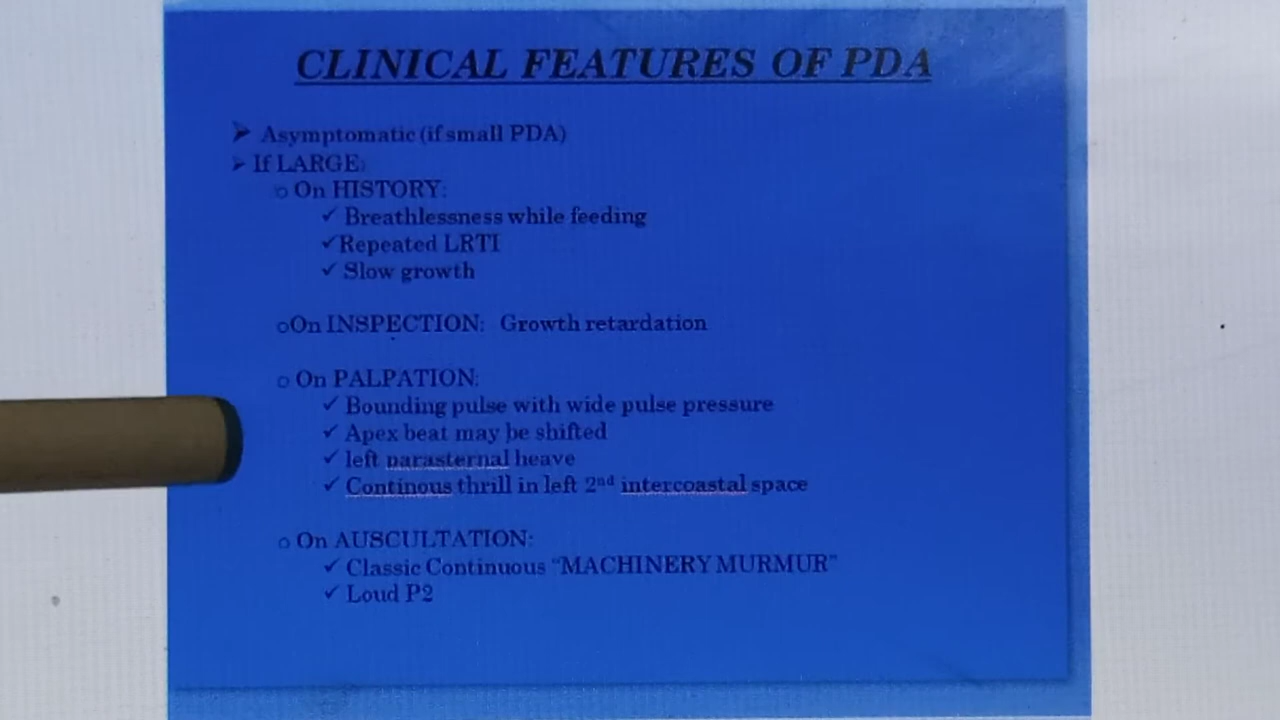 CLINICAL FEATURES OF PDA
➤ Asymptomatic (if small PDA)
➤ If LARGE:
o On HISTORY:
✓ Breathlessness while feeding
✓Repeated LRTI
✓ Slow growth
oOn INSPECTION: Growth retardation
o On PALPATION:
✓ Bounding pulse with wide pulse pressure
✓ Apex beat may be shifted
✓ left parasternal heave
✓ Continous thrill in left 2nd intercoastal space
o On AUSCULTATION:
✓ Classic Continuous "MACHINERY MURMUR"
✓ Loud P2